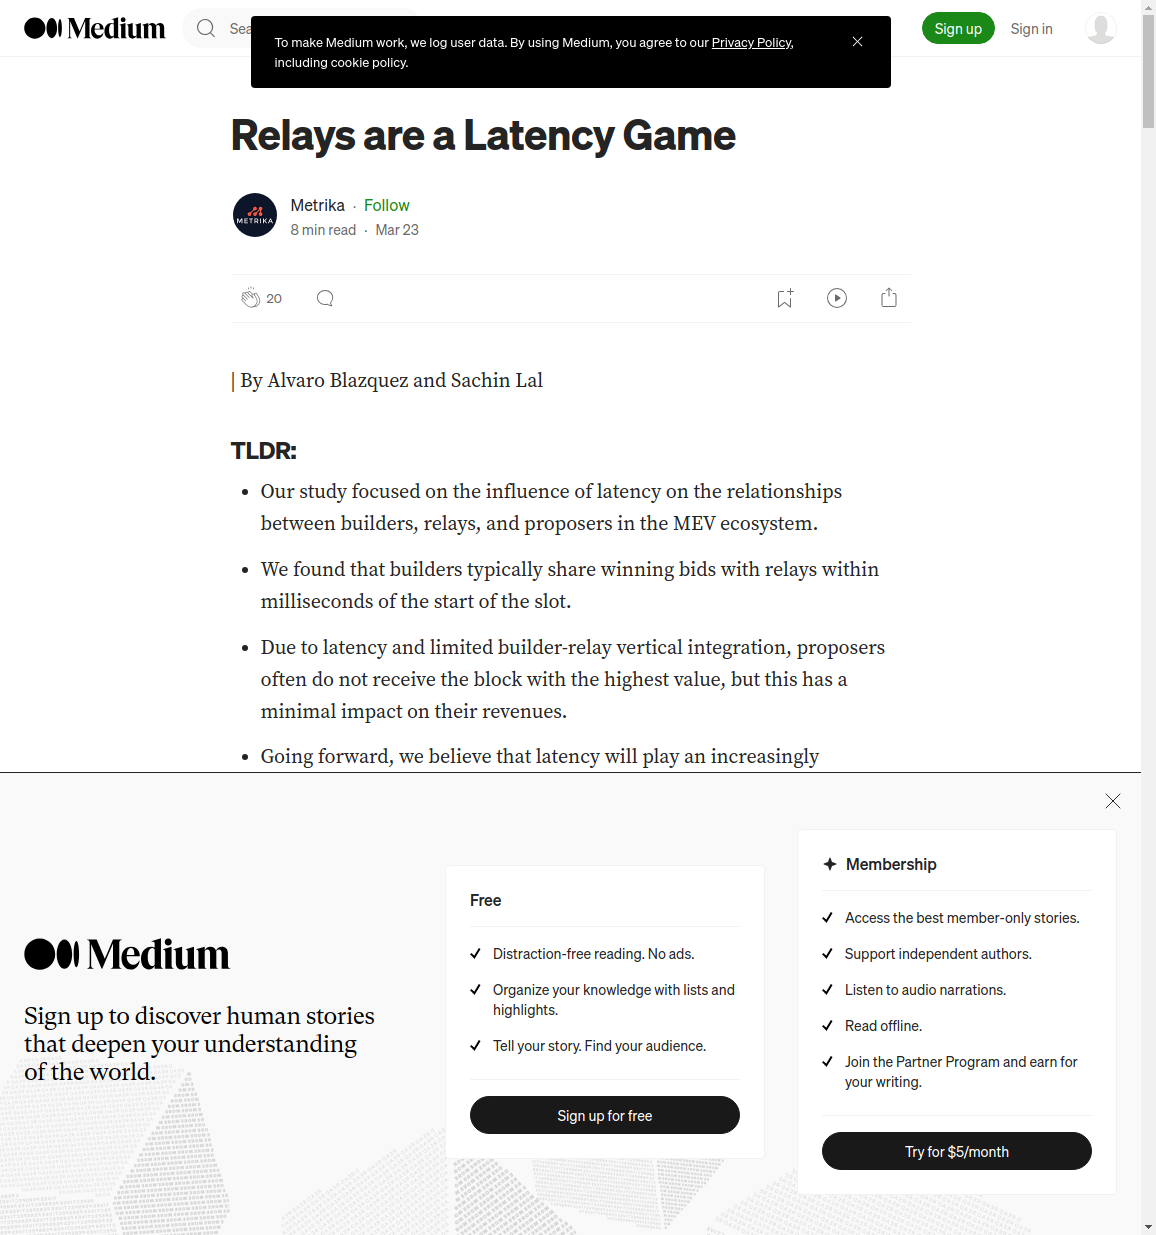 Medium
Sea
To make Medium work, we log user data. By using Medium, you agree to our Privacy Policy,
including cookie policy.
Sign up
Sign in
Relays are a Latency Game
METRIKA
Metrika · Follow
8 min read · Mar 23
20
By Alvaro Blazquez and Sachin Lal
TLDR:
• Our study focused on the influence of latency on the relationships
between builders, relays, and proposers in the MEV ecosystem.
• We found that builders typically share winning bids with relays within
milliseconds of the start of the slot.
• Due to latency and limited builder-relay vertical integration, proposers
often do not receive the block with the highest value, but this has a
minimal impact on their revenues.
• Going forward, we believe that latency will play an increasingly
Medium
Sign up to discover human stories
that deepen your understanding
of the world.
Free
Distraction-free reading. No ads.
Organize your knowledge with lists and
highlights.
Tell your story. Find your audience.
Sign up for free
Membership
Access the best member-only stories.
Support independent authors.
Listen to audio narrations.
Read offline.
Join the Partner Program and earn for
your writing.
Try for $5/month